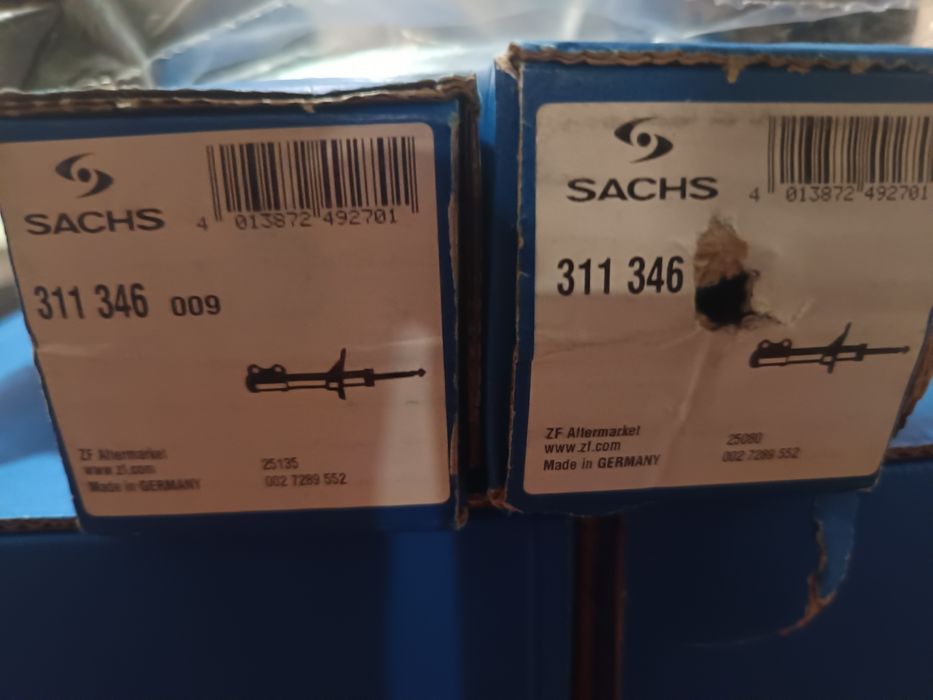 SACHS
4 013872 492701
311 346 009
ZF Aftermarket
www.zf.com
Made in GERMANY
25135
002 7289 552
SACHS
4 013872 492701
311 346
ZF Aftermarket
www.zf.com
Made in GERMANY
25080
002 7289 552